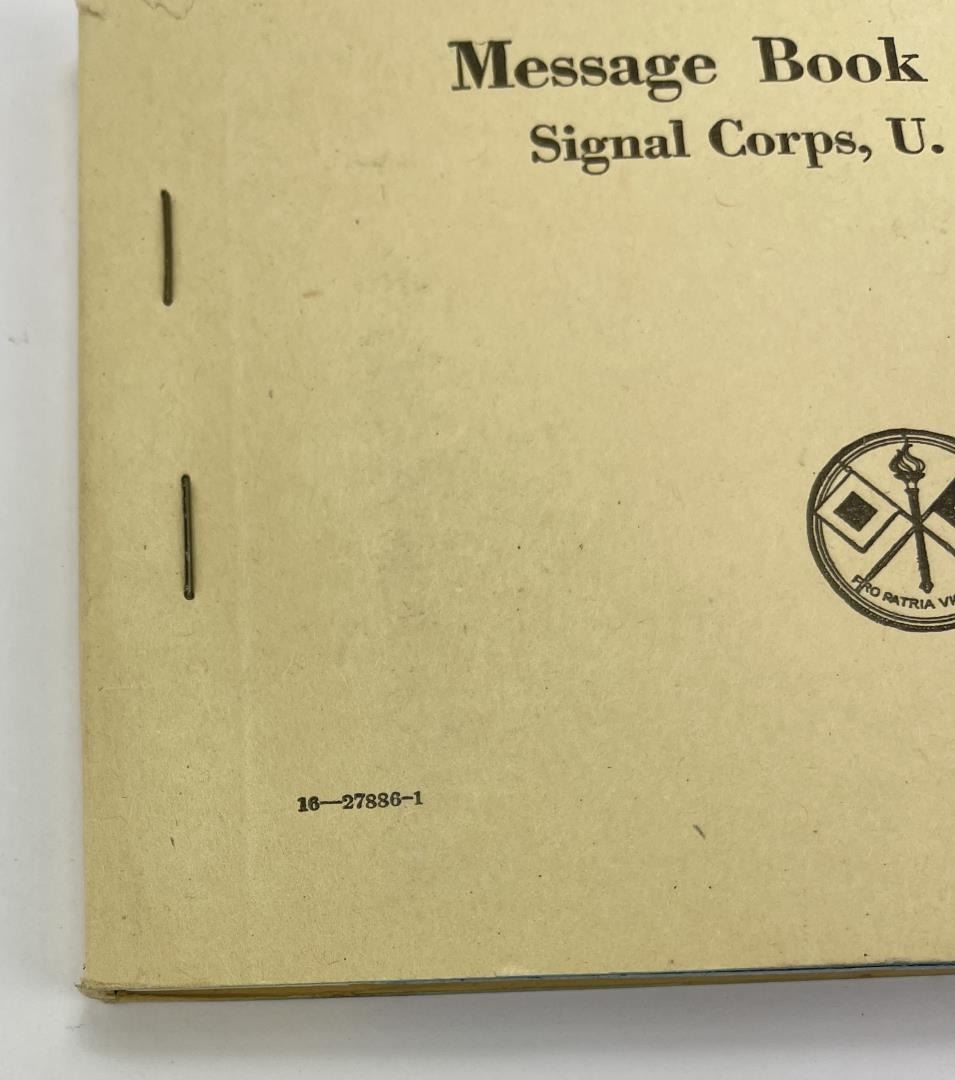 Message Book
Signal Corps, U.
PRO PATRIA
16—27886-1